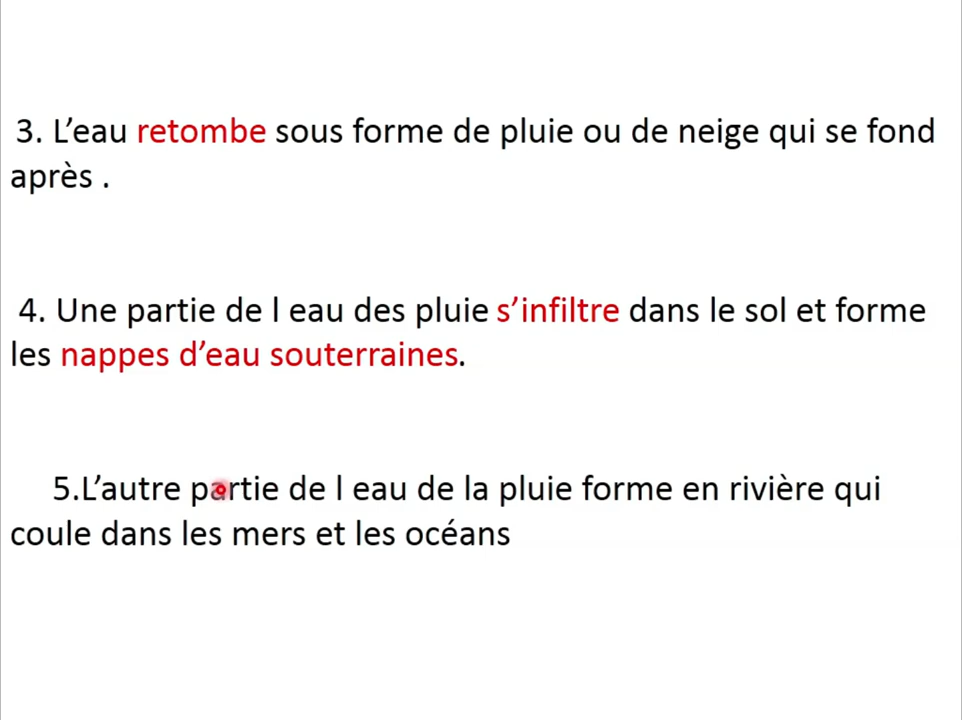 3. L’eau retombe sous forme de pluie ou de neige qui se fond
après .
4. Une partie de l eau des pluie s’infiltre dans le sol et forme
les nappes d’eau souterraines.
5.L’autre partie de l eau de la pluie forme en rivière qui
coule dans les mers et les océans